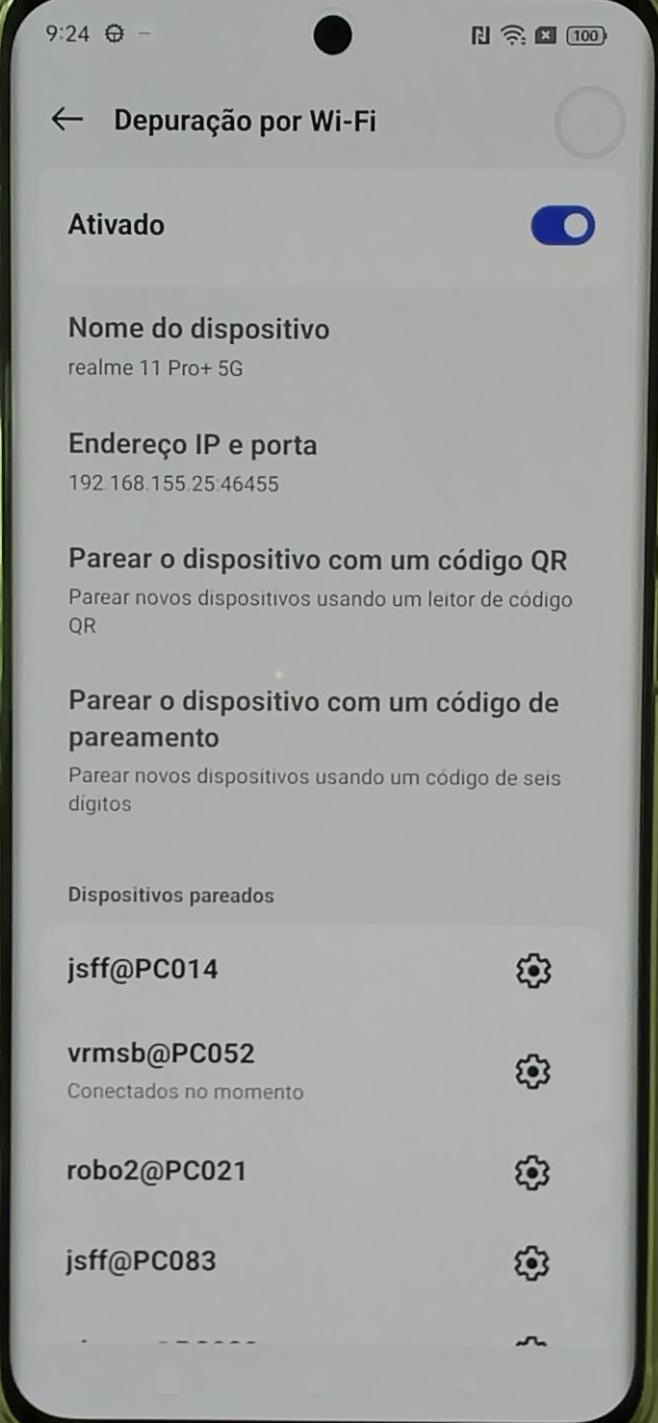 9:24
100
Depuração por Wi-Fi
Ativado
Nome do dispositivo
realme 11 Pro+ 5G
Endereço IP e porta
192.168.155.25:46455
Parear o dispositivo com um código QR
Parear novos dispositivos usando um leitor de código
QR
Parear o dispositivo com um código de
pareamento
Parear novos dispositivos usando um código de seis
dígitos
Dispositivos pareados
jsff@PC014
vrmsb@PC052
Conectados no momento
robo2@PC021
jsff@PC083